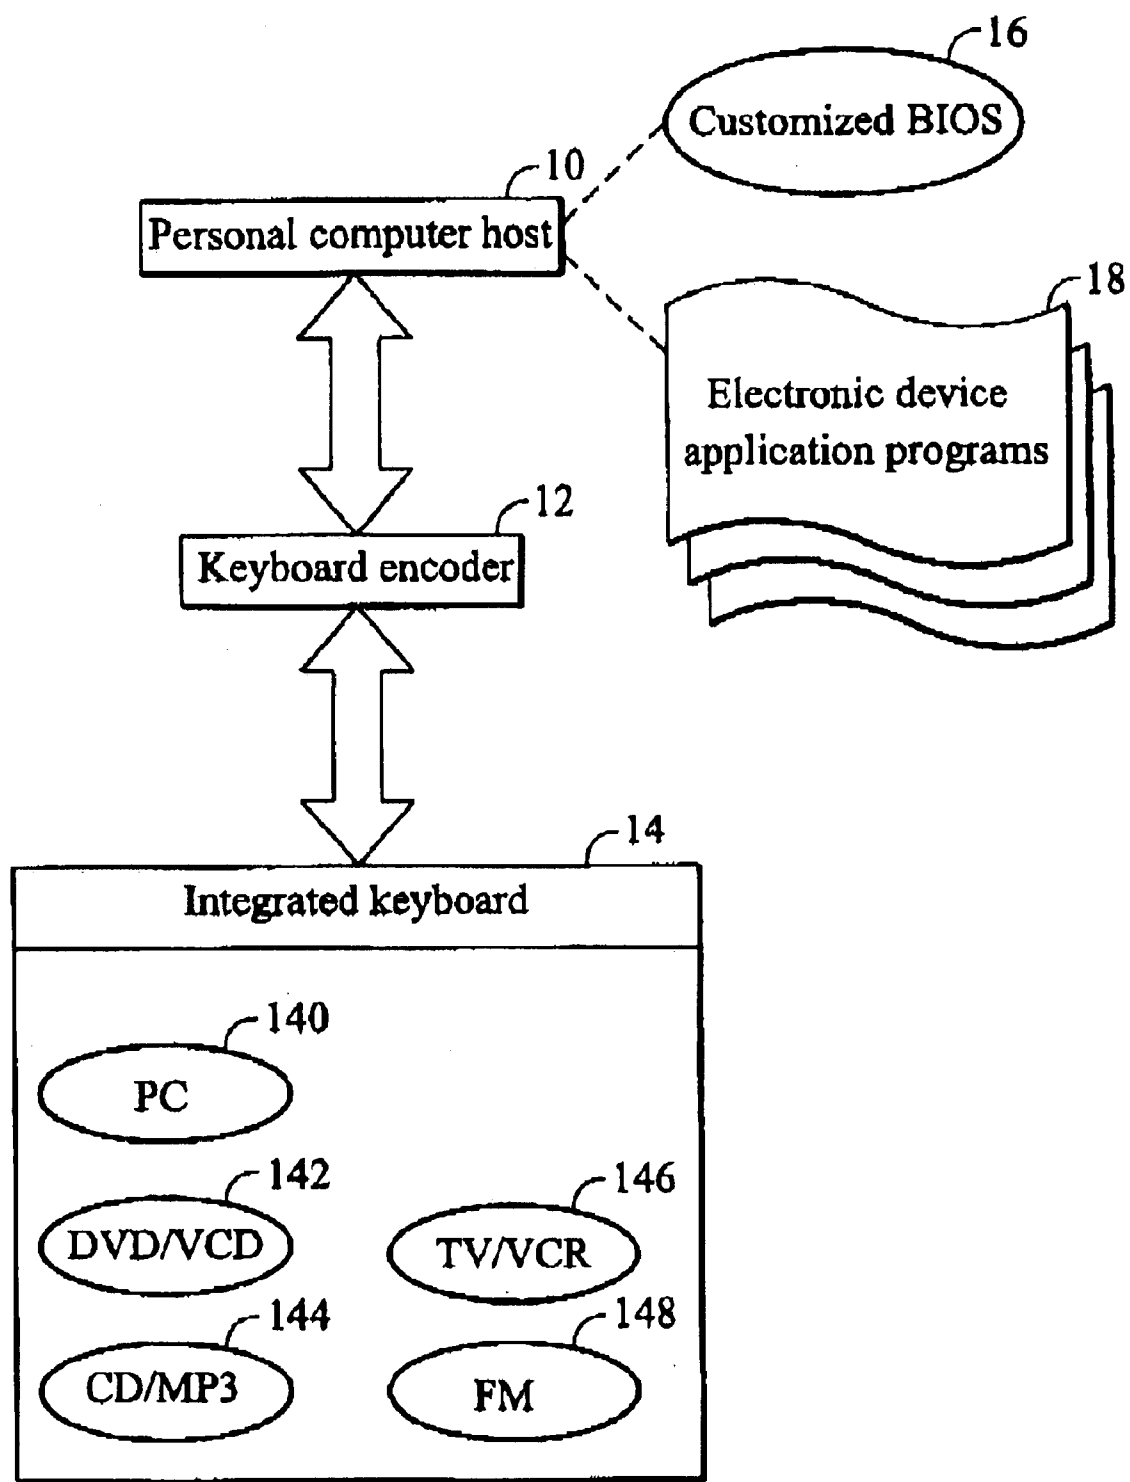 16
Customized BIOS
10
Personal computer host
18
Electronic device
application programs
12
Keyboard encoder
14
Integrated keyboard
140
PC
142
DVD/VCD
146
TV/VCR
144
CD/MP3
148
FM